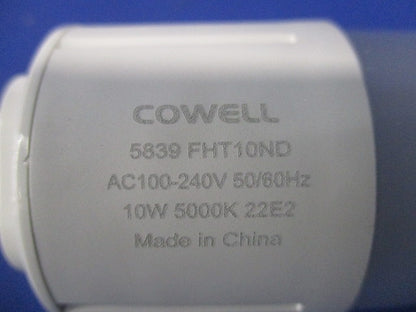 COWELL
5839 FHT10ND
AC100-240V 50/60Hz
10W 5000K 22E2
Made in China